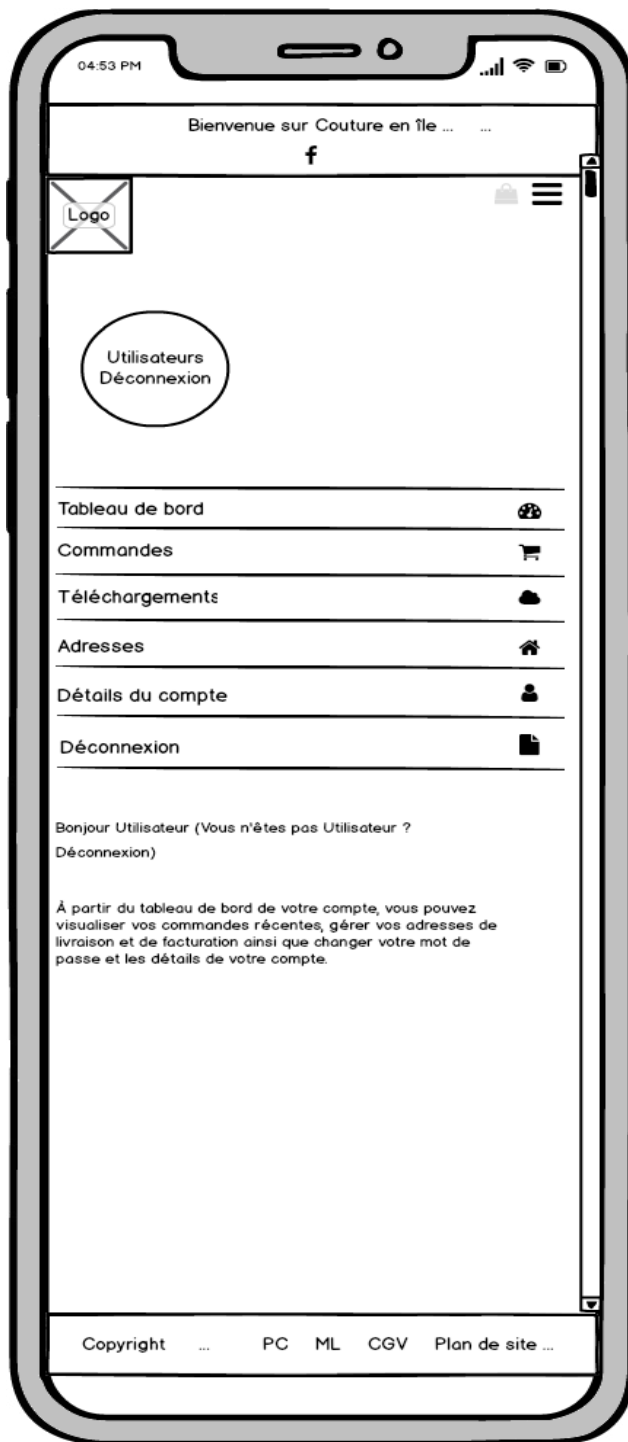 04:53 PM
Bienvenue sur Couture en île ... ...
f
Logo
Utilisateurs
Déconnexion
Tableau de bord
Commandes
Téléchargements
Adresses
Détails du compte
Déconnexion
Bonjour Utilisateur (Vous n'êtes pas Utilisateur ?
Déconnexion)
À partir du tableau de bord de votre compte, vous pouvez
visualiser vos commandes récentes, gérer vos adresses de
livraison et de facturation ainsi que changer votre mot de
passe et les détails de votre compte.
Copyright ... PC ML CGV Plan de site ...